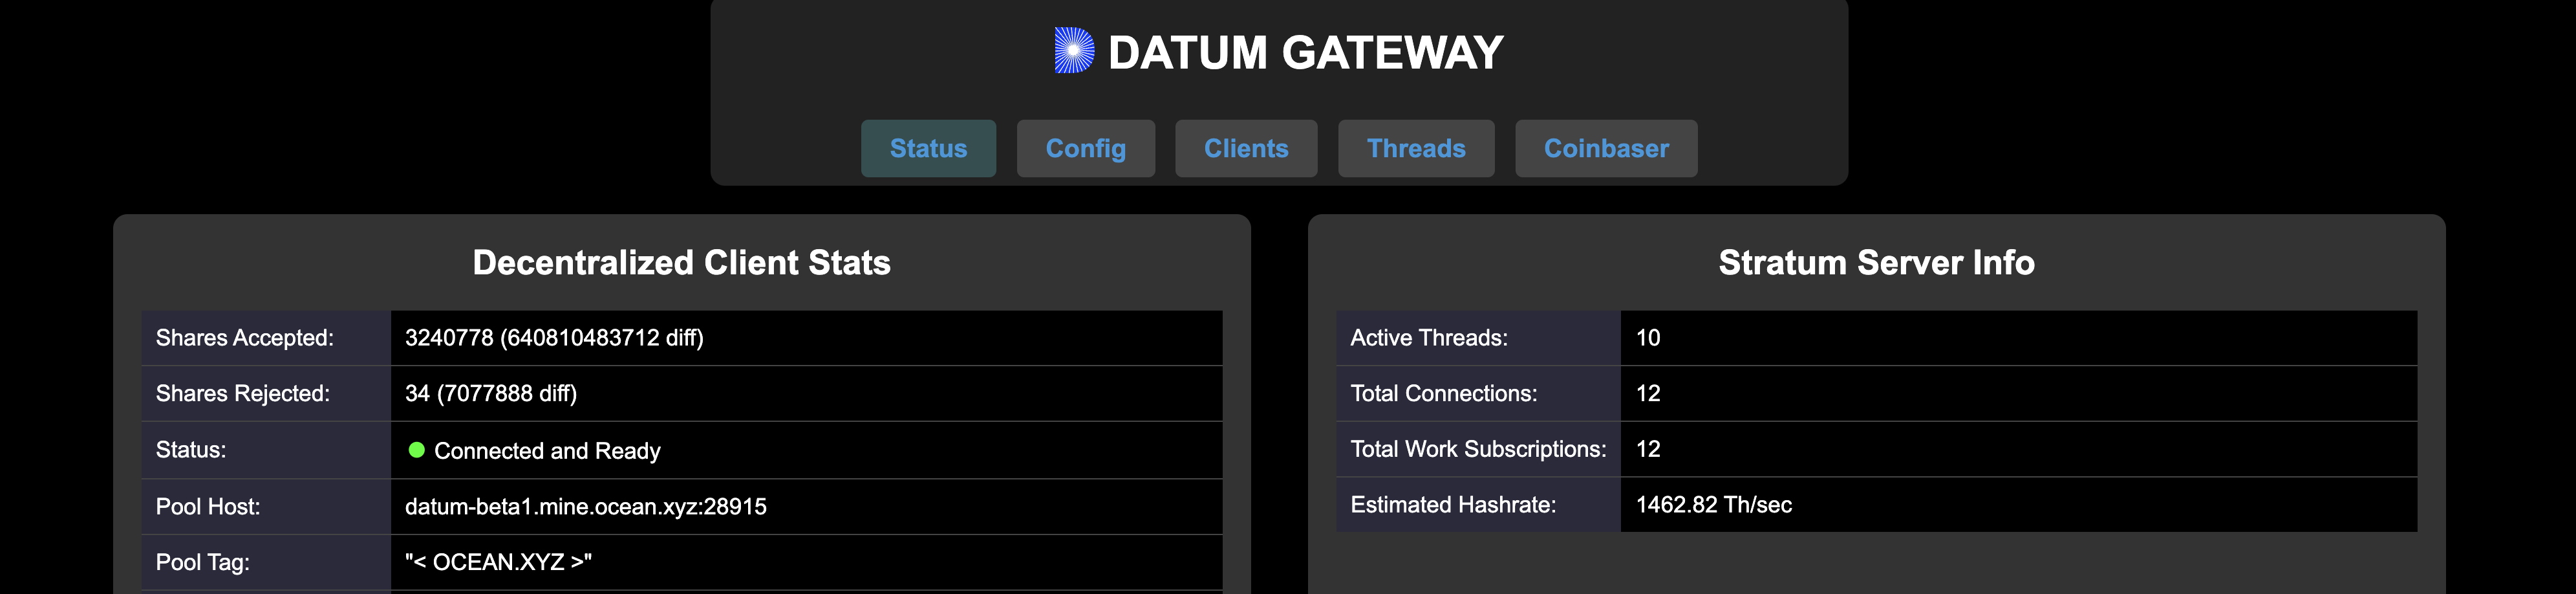 DATUM GATEWAY
Status Config Clients Threads Coinbaser
Decentralized Client Stats
Shares Accepted: 3240778 (640810483712 diff)
Shares Rejected: 34 (7077888 diff)
Status: Connected and Ready
Pool Host: datum-beta1.mine.ocean.xyz:28915
Pool Tag: "< OCEAN.XYZ >"
Stratum Server Info
Active Threads: 10
Total Connections: 12
Total Work Subscriptions: 12
Estimated Hashrate: 1462.82 Th/sec